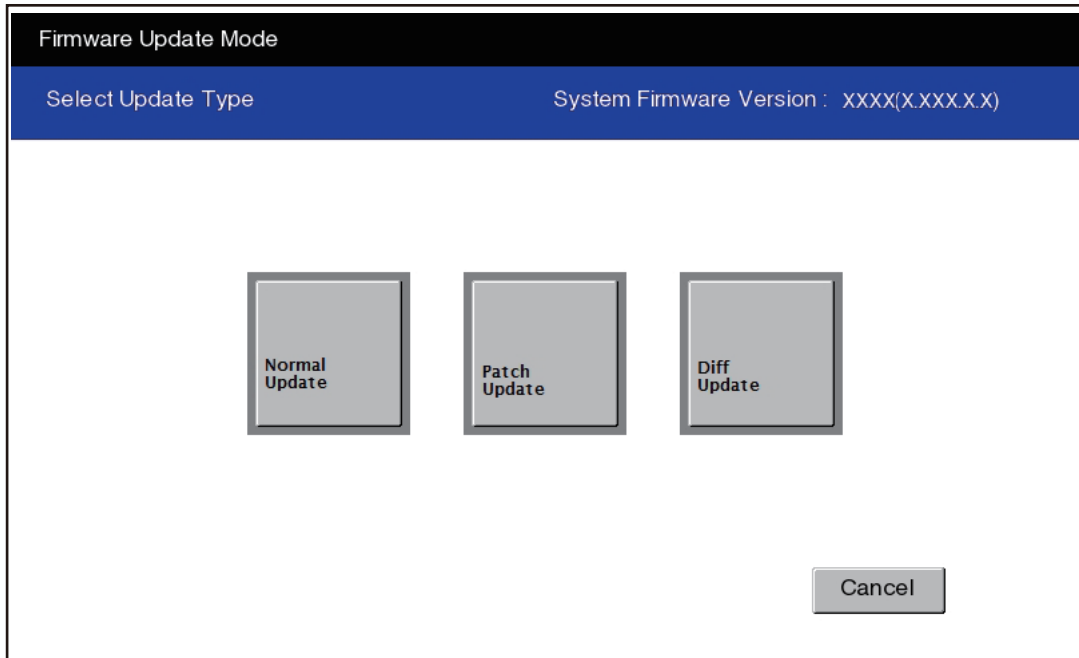 Firmware Update Mode
Select Update Type
System Firmware Version : XXXX(X.XXX.X.X)
Normal
Update
Patch
Update
Diff
Update
Cancel